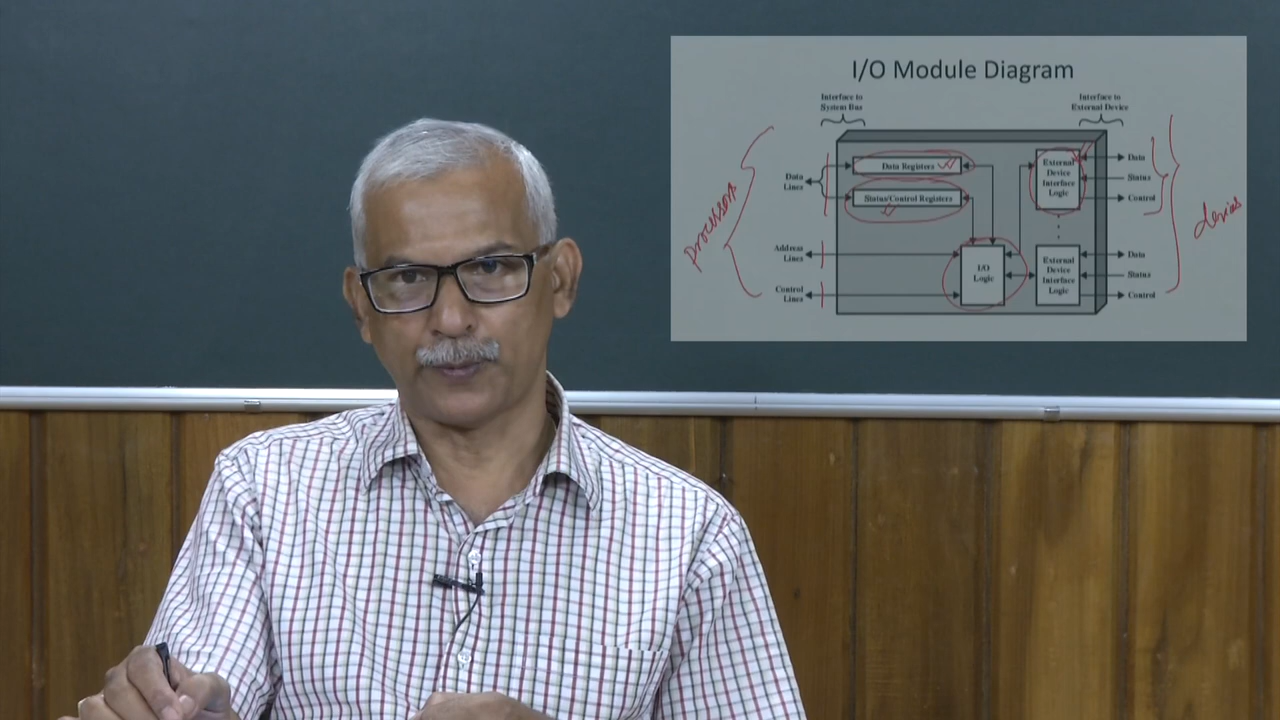 I/O Module Diagram
Interface to
System Bus
Interface to
External Device
Data
Lines
Data Registers
Status/Control Registers
External
Device
Interface
Logic
Data
Status
Control
processor
devices
Address
Lines
I/O
Logic
Control
Lines
External
Device
Interface
Logic
Data
Status
Control